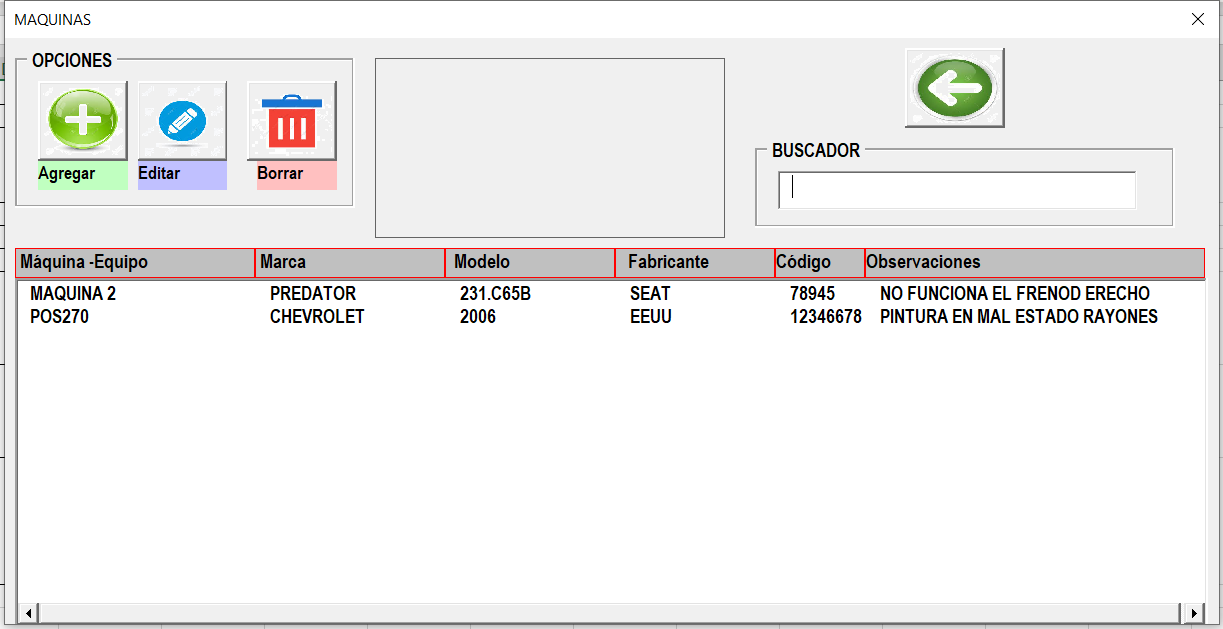 MAQUINAS
OPCIONES
Agregar Editar Borrar
BUSCADOR
Máquina -Equipo Marca Modelo Fabricante Código Observaciones
MAQUINA 2 PREDATOR 231.C65B SEAT 78945 NO FUNCIONA EL FRENOD ERECHO
POS270 CHEVROLET 2006 EEUU 12346678 PINTURA EN MAL ESTADO RAYONES